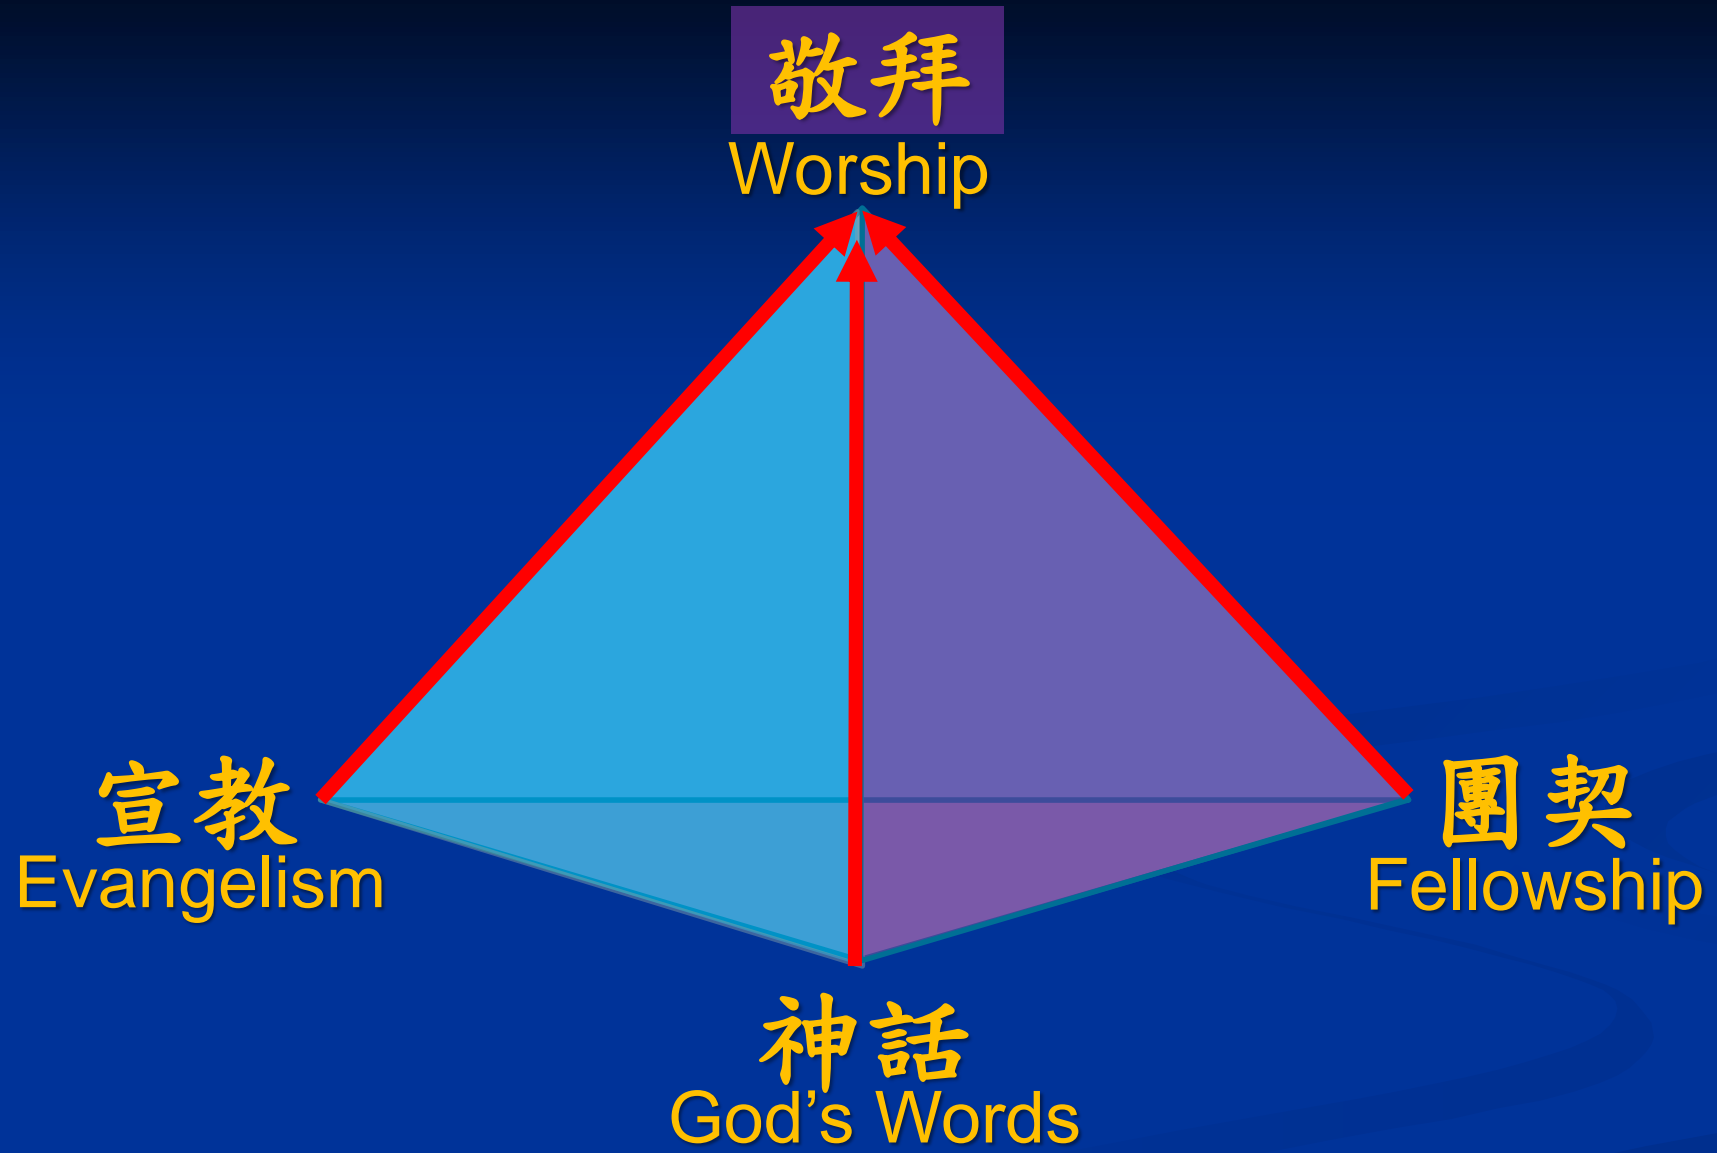 敬拜
Worship
宣教
Evangelism
團契
Fellowship
神話
God’s Words